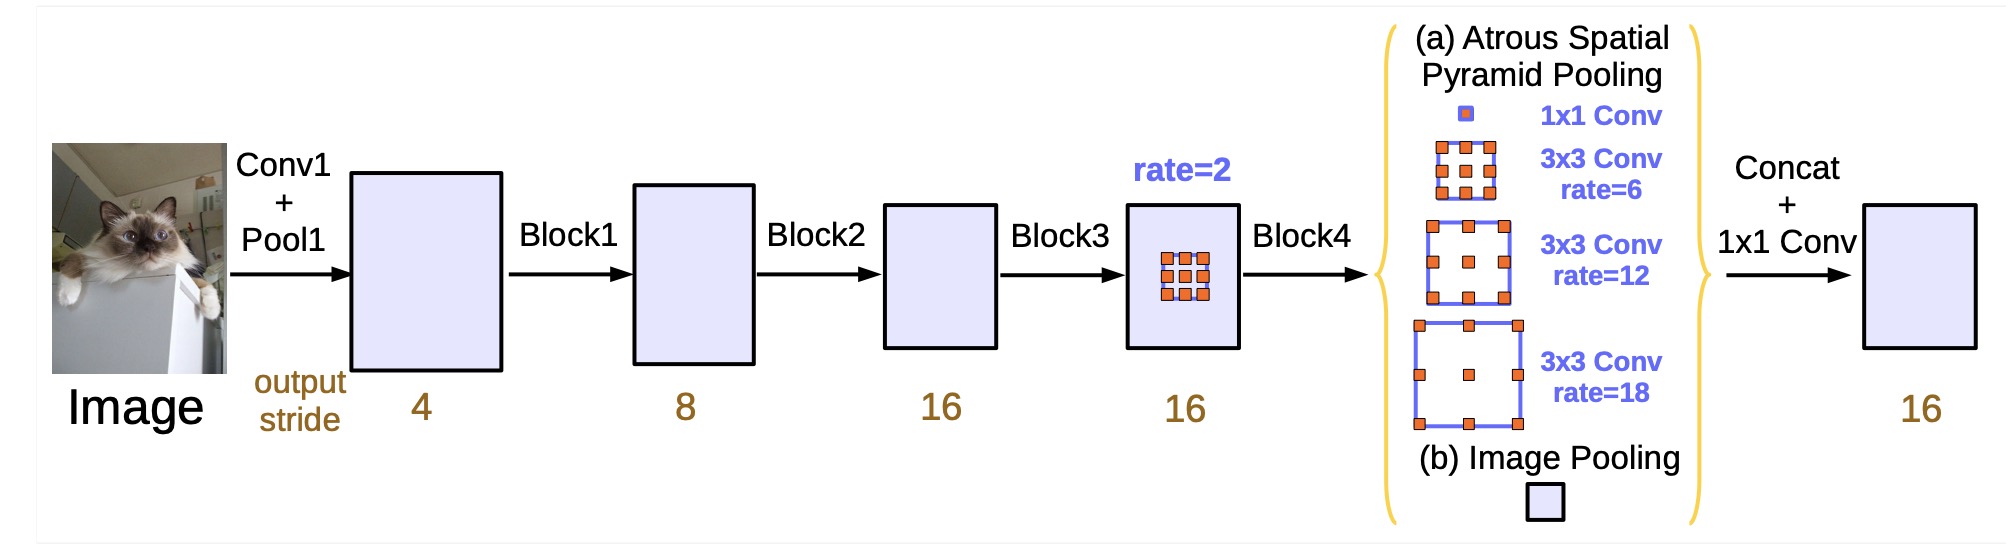 Image
Conv1
+
Pool1
output
stride
4
Block1
8
Block2
16
Block3
rate=2
16
Block4
(a) Atrous Spatial
Pyramid Pooling
1x1 Conv
3x3 Conv
rate=6
3x3 Conv
rate=12
3x3 Conv
rate=18
(b) Image Pooling
Concat
+
1x1 Conv
16